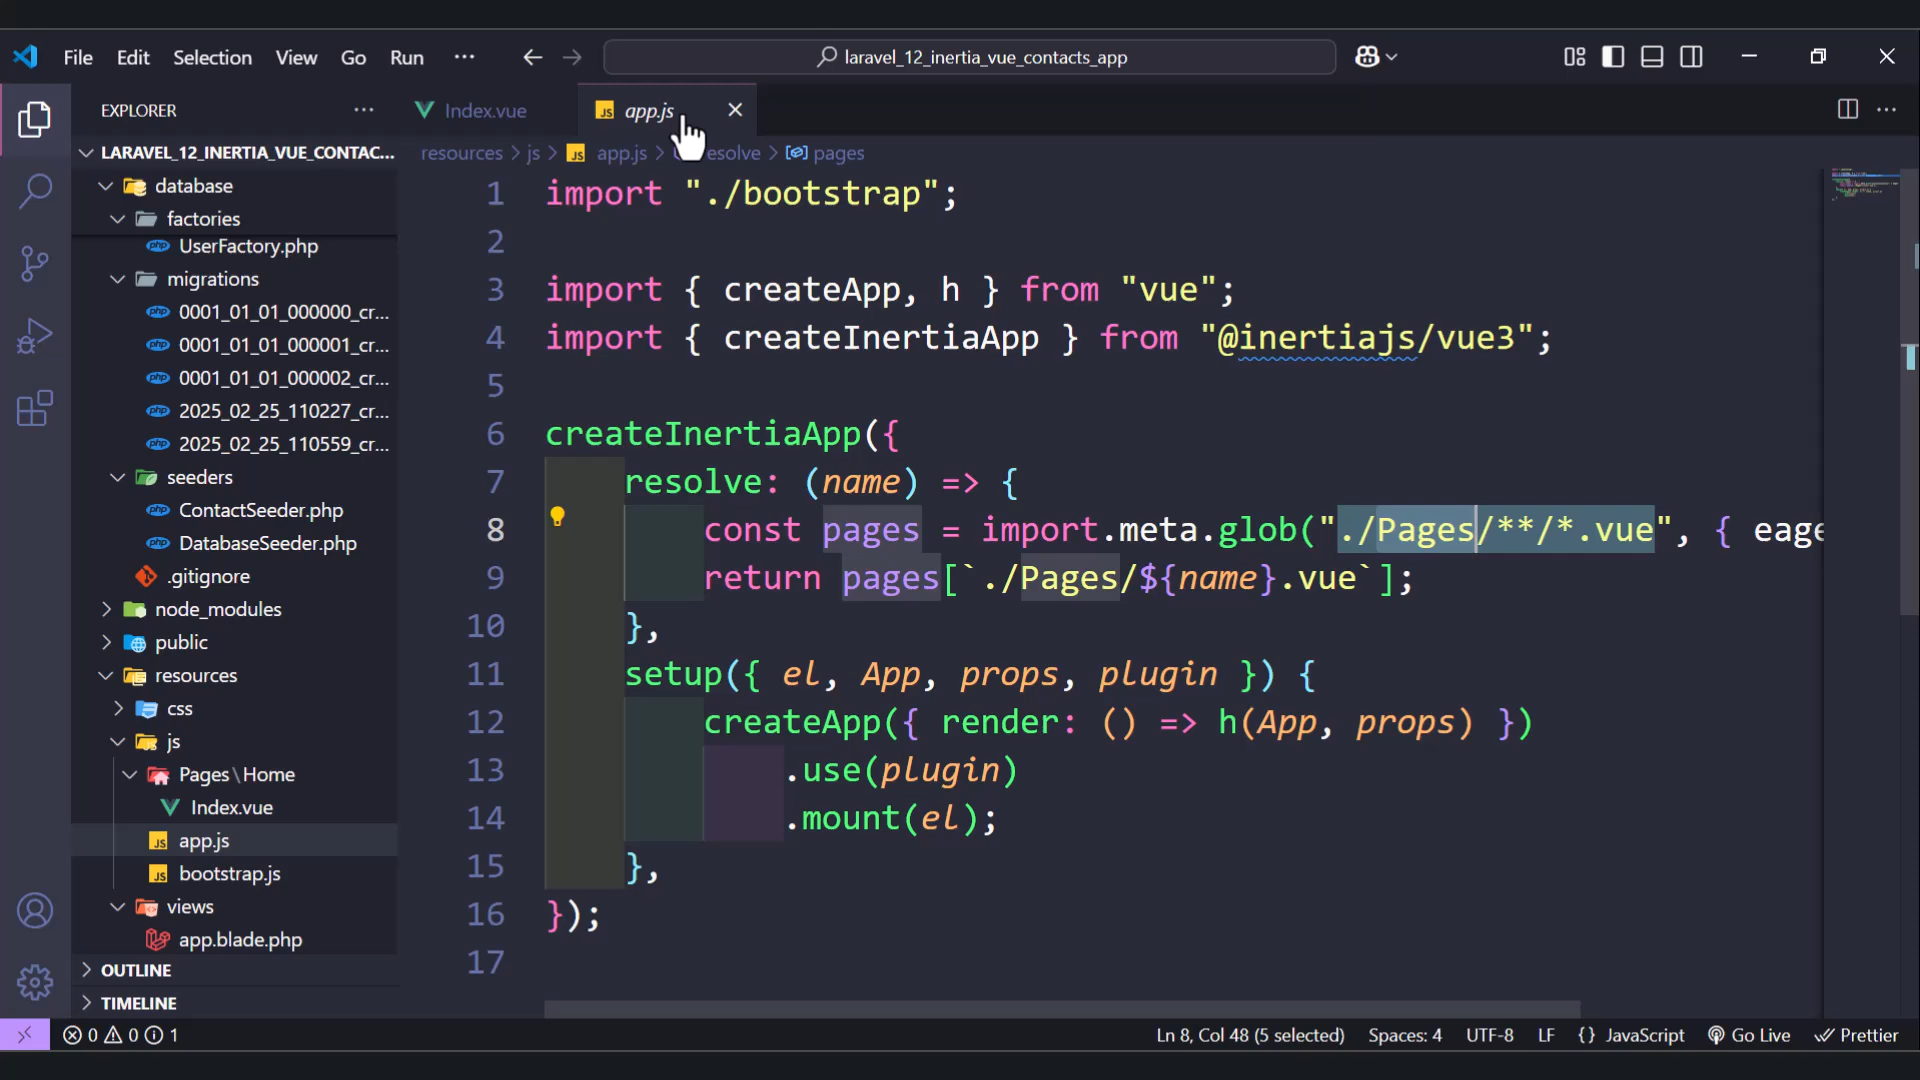 File Edit Selection View Go Run ··· laravel_12_inertia_vue_contacts_app
EXPLORER ···
LARAVEL_12_INERTIA_VUE_CONTAC...
database
factories
UserFactory.php
migrations
0001_01_01_000000_cr...
0001_01_01_000001_cr...
0001_01_01_000002_cr...
2025_02_25_110227_cr...
2025_02_25_110559_cr...
seeders
ContactSeeder.php
DatabaseSeeder.php
.gitignore
node_modules
public
resources
css
js
Pages\Home
Index.vue
app.js
bootstrap.js
views
app.blade.php
OUTLINE
TIMELINE
Index.vue
JS app.js
resources > js > JS app.js > esolve > pages
1 import "./bootstrap";
2
3 import { createApp, h } from "vue";
4 import { createInertiaApp } from "@inertiajs/vue3";
5
6 createInertiaApp({
7 resolve: (name) => {
8 const pages = import.meta.glob("./Pages/**/*.vue", { eage
9 return pages[`./Pages/${name}.vue`];
10 },
11 setup({ el, App, props, plugin }) {
12 createApp({ render: () => h(App, props) })
13 .use(plugin)
14 .mount(el);
15 },
16 });
17
0 0 1 Ln 8, Col 48 (5 selected) Spaces: 4 UTF-8 LF {} JavaScript Go Live Prettier